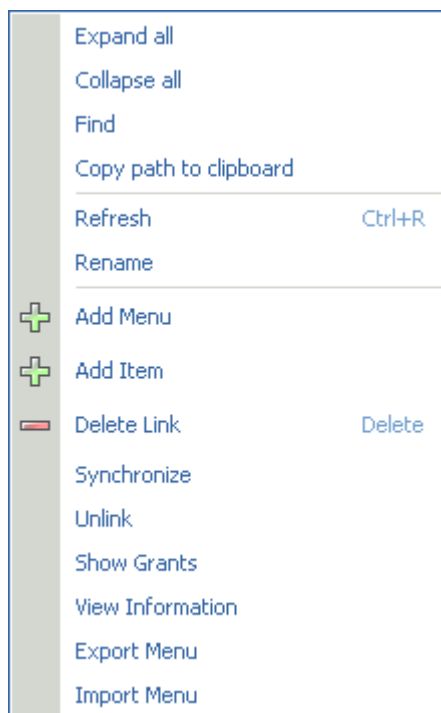 Expand all
Collapse all
Find
Copy path to clipboard
Refresh Ctrl+R
Rename
Add Menu
Add Item
Delete Link Delete
Synchronize
Unlink
Show Grants
View Information
Export Menu
Import Menu